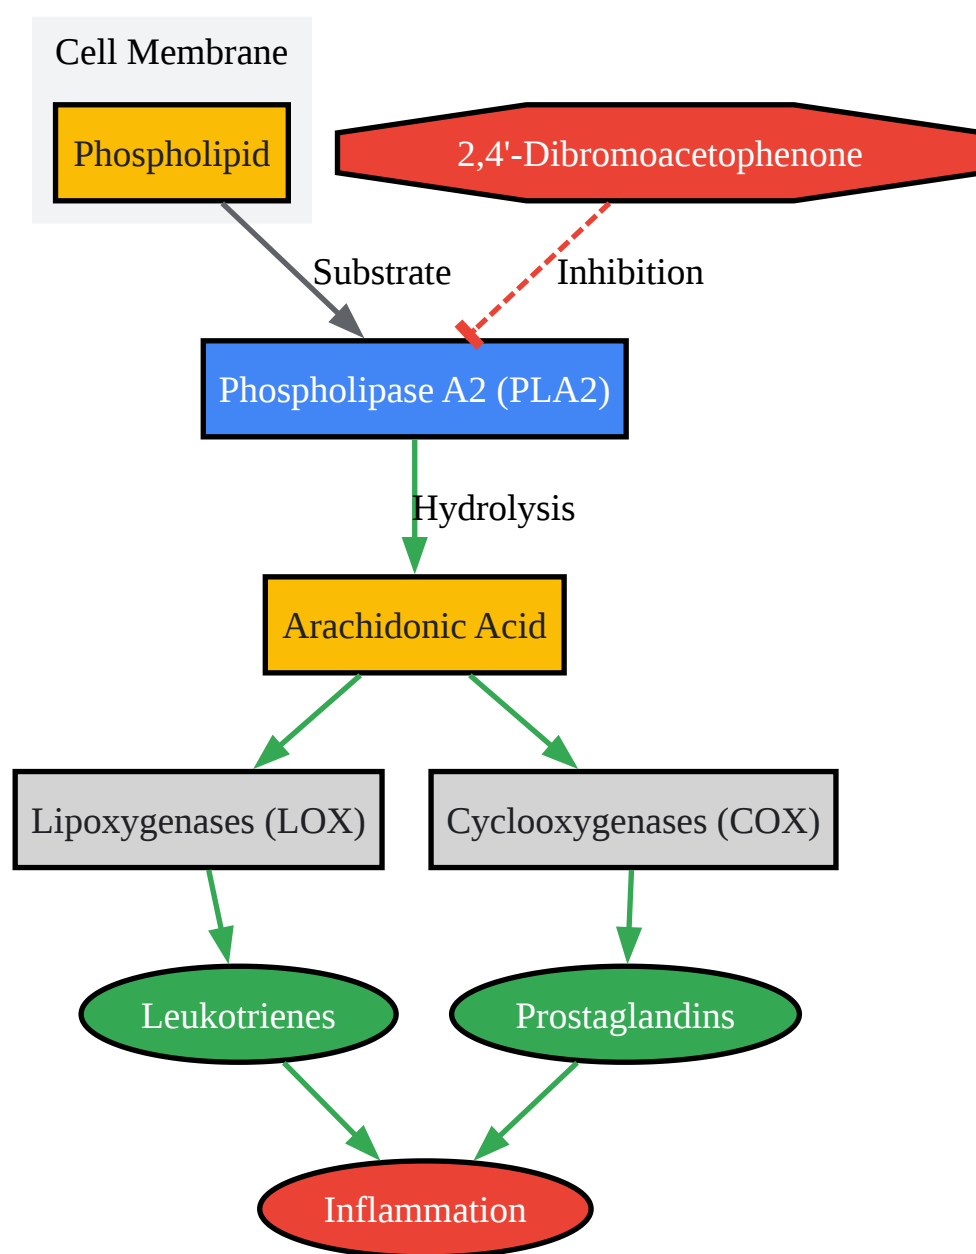 Cell Membrane
Phospholipid
2,4'-Dibromoacetophenone
Substrate
Inhibition
Phospholipase A2 (PLA2)
Hydrolysis
Arachidonic Acid
Lipoxygenases (LOX)
Cyclooxygenases (COX)
Leukotrienes
Prostaglandins
Inflammation